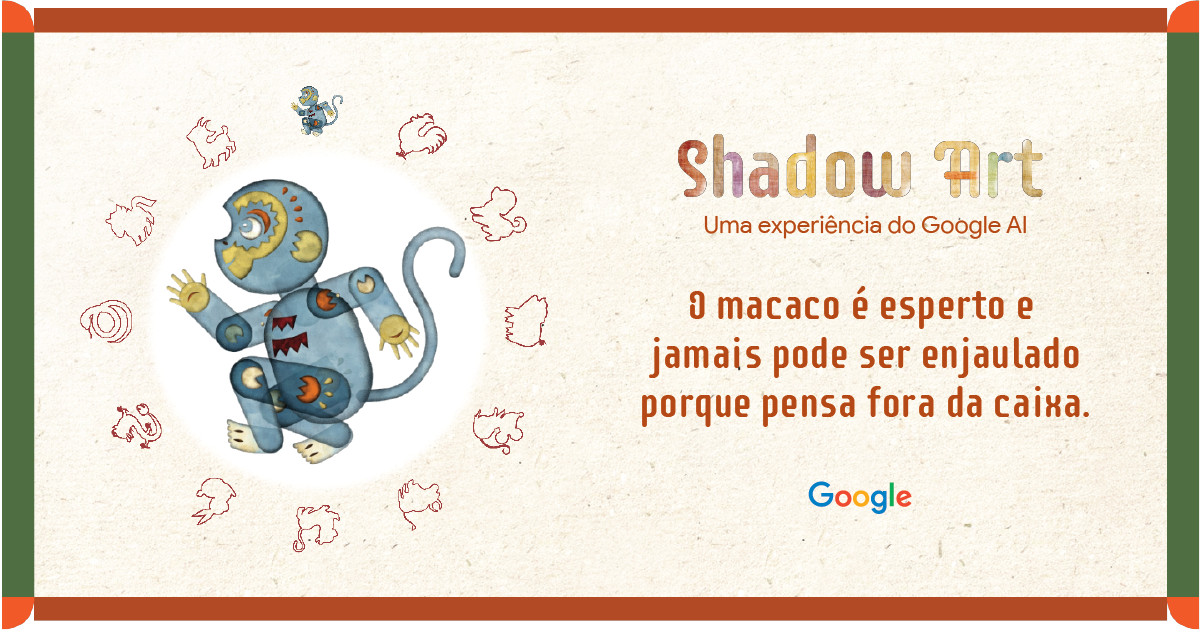 Shadow Art
Uma experiência do Google AI
O macaco é esperto e
jamais pode ser enjaulado
porque pensa fora da caixa.
Google